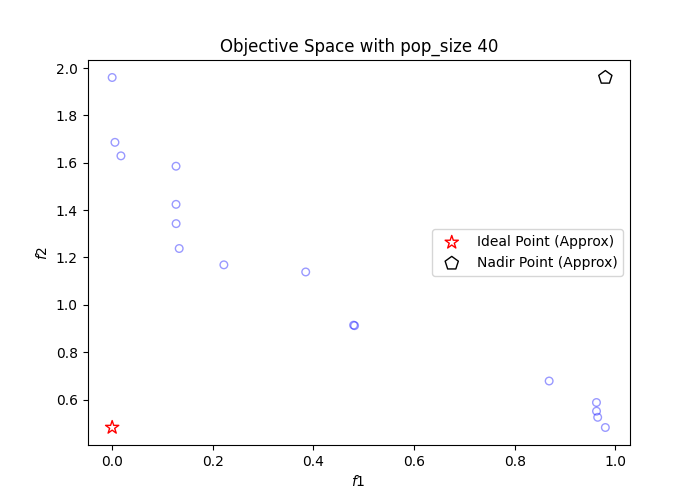 Objective Space with pop_size 40
2.0
1.8
1.6
1.4
1.2
1.0
0.8
0.6
f2
Ideal Point (Approx)
Nadir Point (Approx)
0.0 0.2 0.4 0.6 0.8 1.0
f1